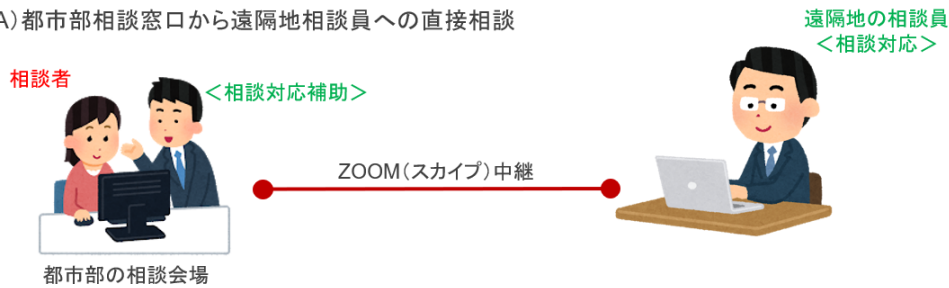 A）都市部相談窓口から遠隔地相談員への直接相談
遠隔地の相談員
＜相談対応＞
相談者
＜相談対応補助＞
ZOOM（スカイプ）中継
都市部の相談会場